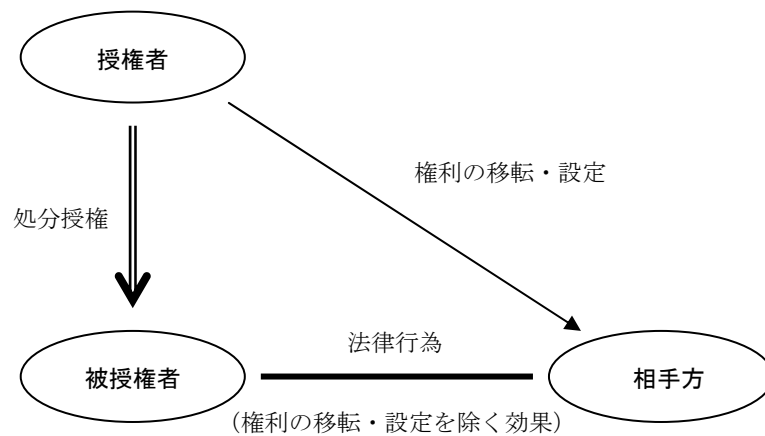 授権者
権利の移転・設定
処分授権
法律行為
被授権者
相手方
（権利の移転・設定を除く効果）